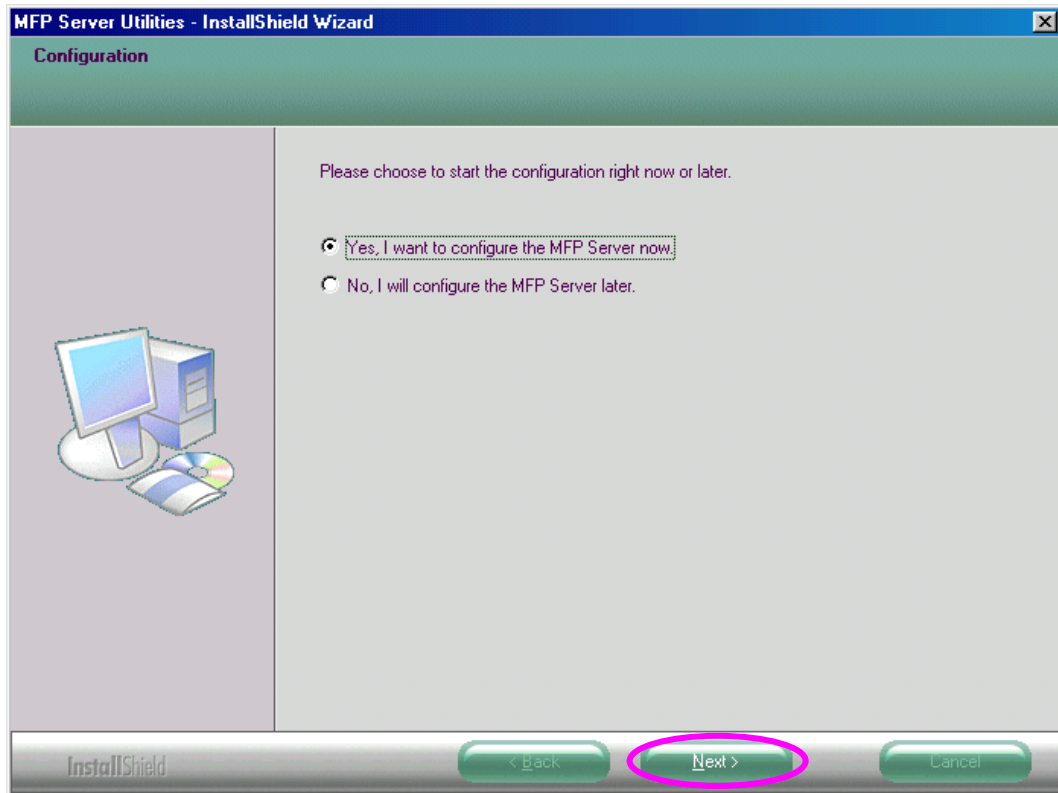 MFP Server Utilities - InstallShield Wizard
Configuration
Please choose to start the configuration right now or later.
Yes, I want to configure the MFP Server now.
No, I will configure the MFP Server later.
InstallShield
< Back
Next >
Cancel